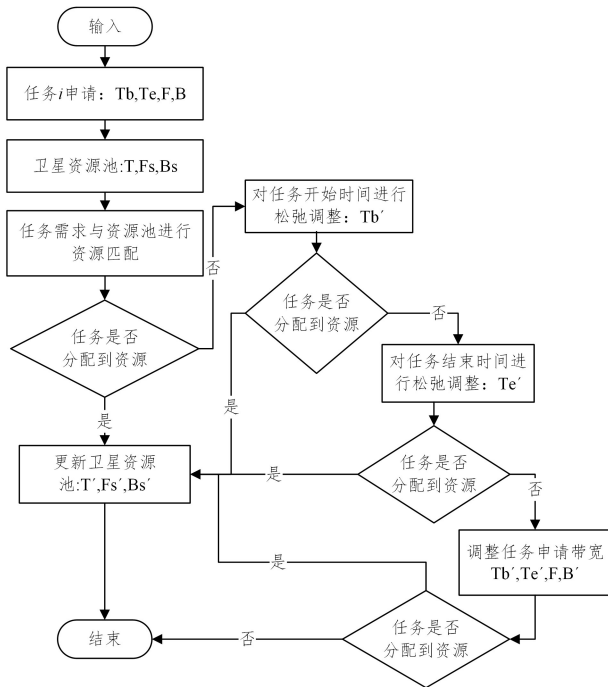 输入
任务i申请：Tb,Te,F,B
卫星资源池:T,Fs,Bs
任务需求与资源池进行
资源匹配
否
对任务开始时间进行
松弛调整：Tb′
任务是否
分配到资源
任务是否
分配到资源
否
对任务结束时间进
行松弛调整：Te′
是
是
更新卫星资源
池:T′,Fs′,Bs′
是
任务是否
分配到资源
否
调整任务申请带宽
Tb′,Te′,F,B′
是
任务是否
分配到资源
否
结束